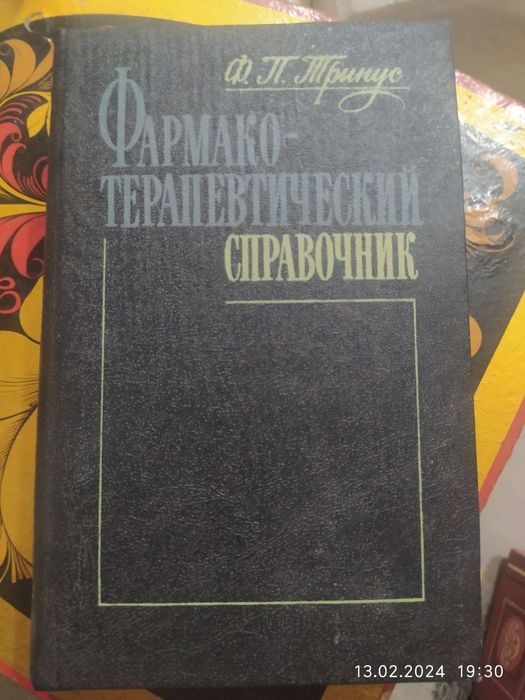 Ф. П. Тринус
ФАРМАКО-
ТЕРАПЕВТИЧЕСКИЙ
СПРАВОЧНИК
13.02.2024 19:30